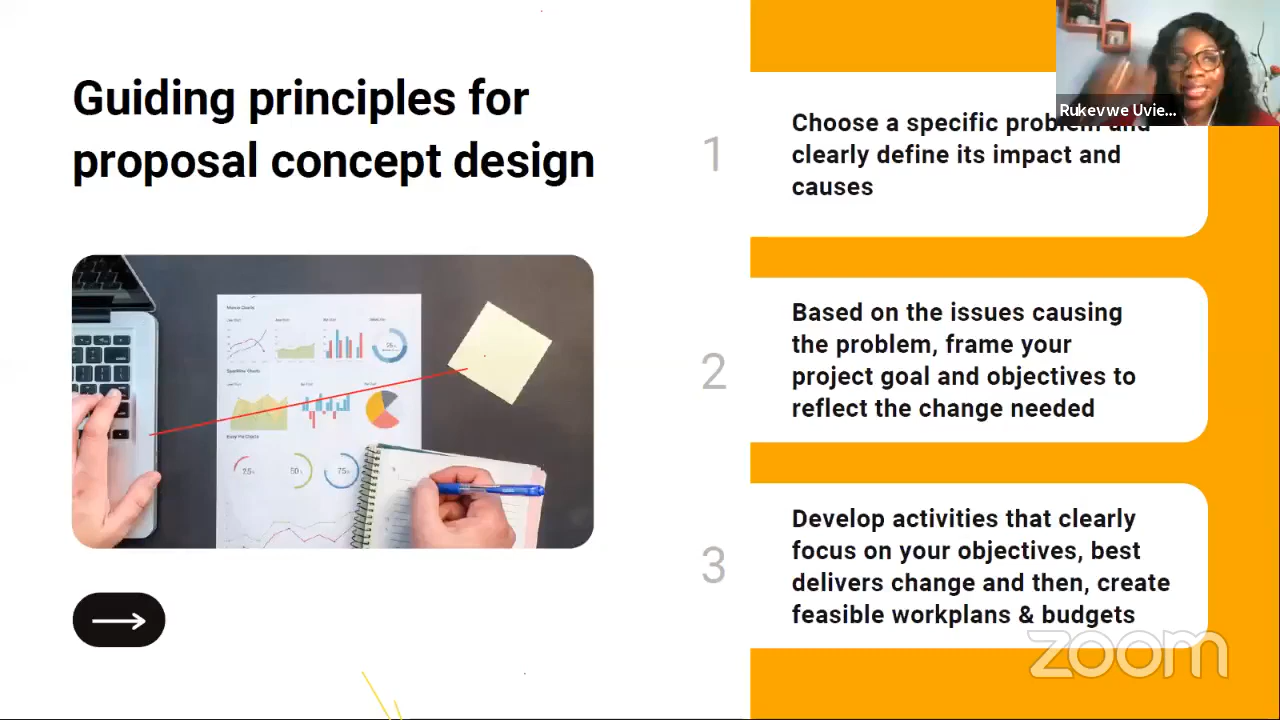 Guiding principles for
proposal concept design
Rukevwe Uvie...
1
Choose a specific problem and
clearly define its impact and
causes
2
Based on the issues causing
the problem, frame your
project goal and objectives to
reflect the change needed
3
Develop activities that clearly
focus on your objectives, best
delivers change and then, create
feasible workplans & budgets
zoom